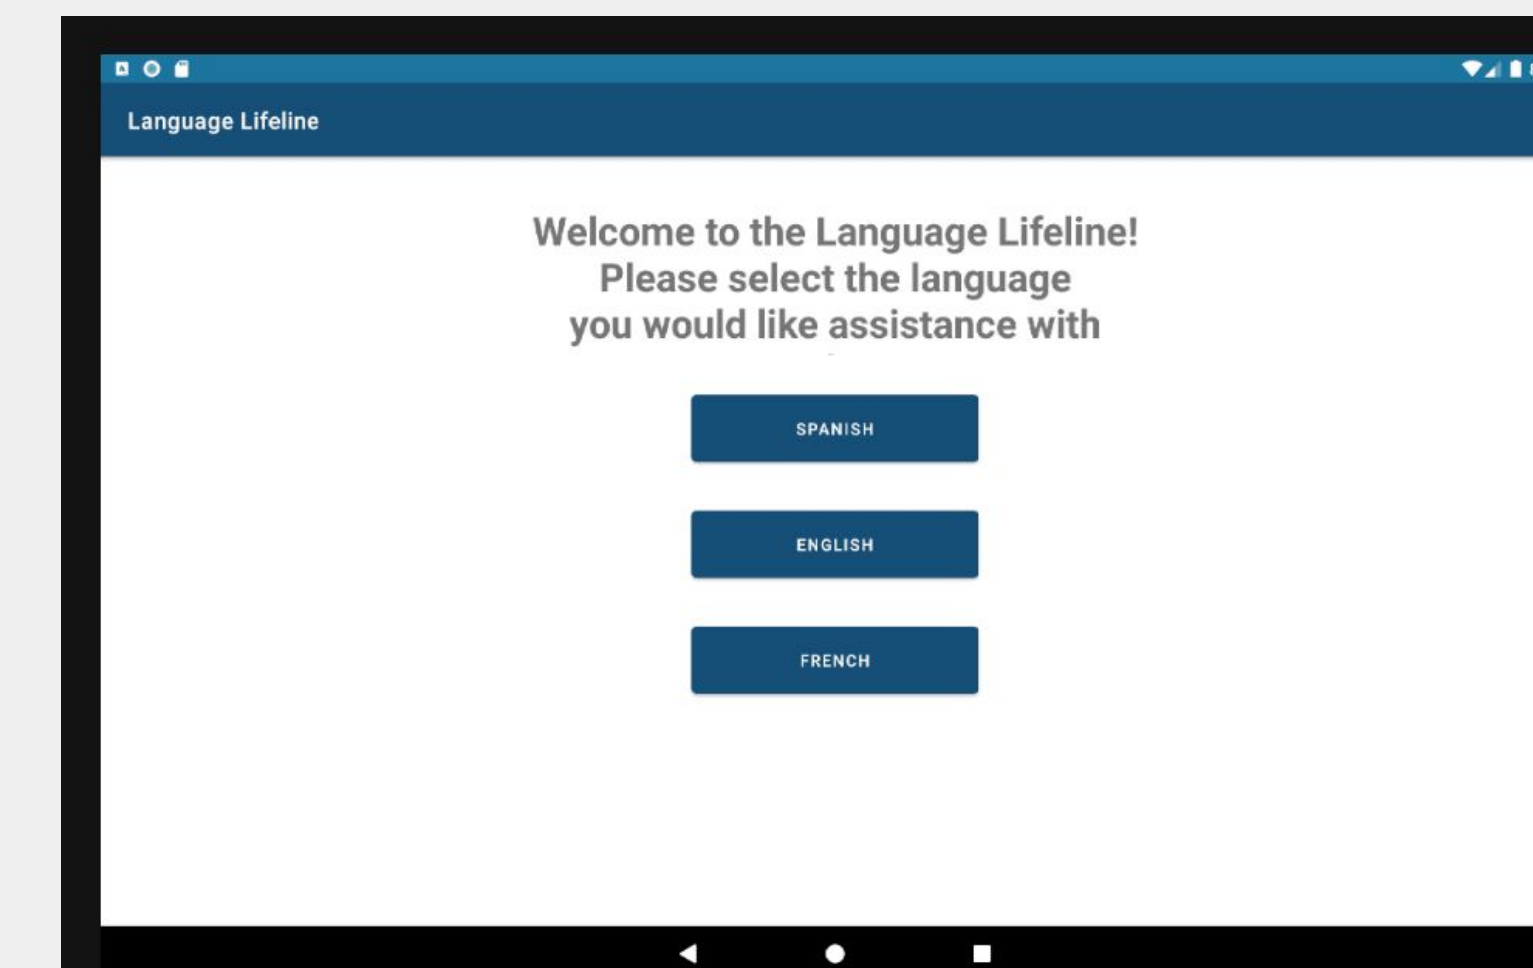 Language Lifeline
Welcome to the Language Lifeline!
Please select the language
you would like assistance with
SPANISH
ENGLISH
FRENCH